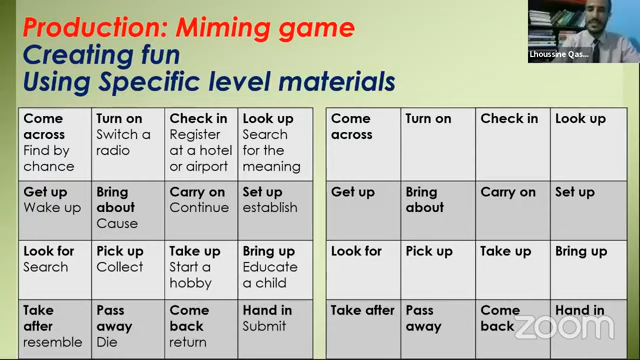 Production: Miming game
Creating fun
Using Specific level materials
Lhoussine Qas...
Come across
Find by chance
Turn on
Switch a radio
Check in
Register at a hotel or airport
Look up
Search for the meaning
Get up
Wake up
Bring about
Cause
Carry on
Continue
Set up
establish
Look for
Search
Pick up
Collect
Take up
Start a hobby
Bring up
Educate a child
Take after
resemble
Pass away
Die
Come back
return
Hand in
Submit
Come across
Turn on
Check in
Look up
Get up
Bring about
Carry on
Set up
Look for
Pick up
Take up
Bring up
Take after
Pass away
Come back
Hand in
zoom